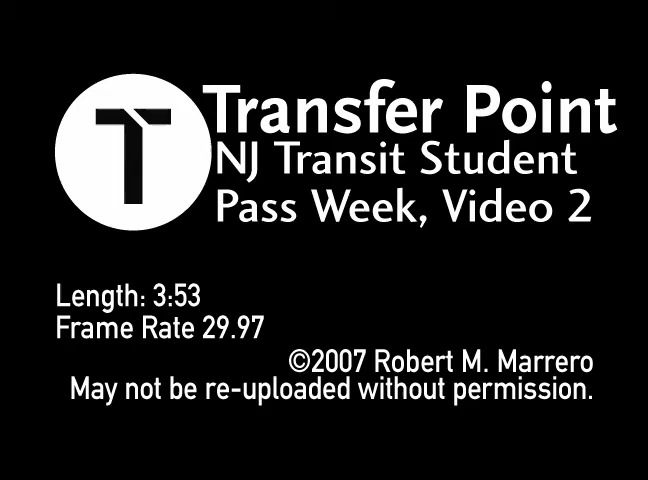 T
Transfer Point
NJ Transit Student
Pass Week, Video 2
Length: 3:53
Frame Rate 29.97
©2007 Robert M. Marrero
May not be re-uploaded without permission.